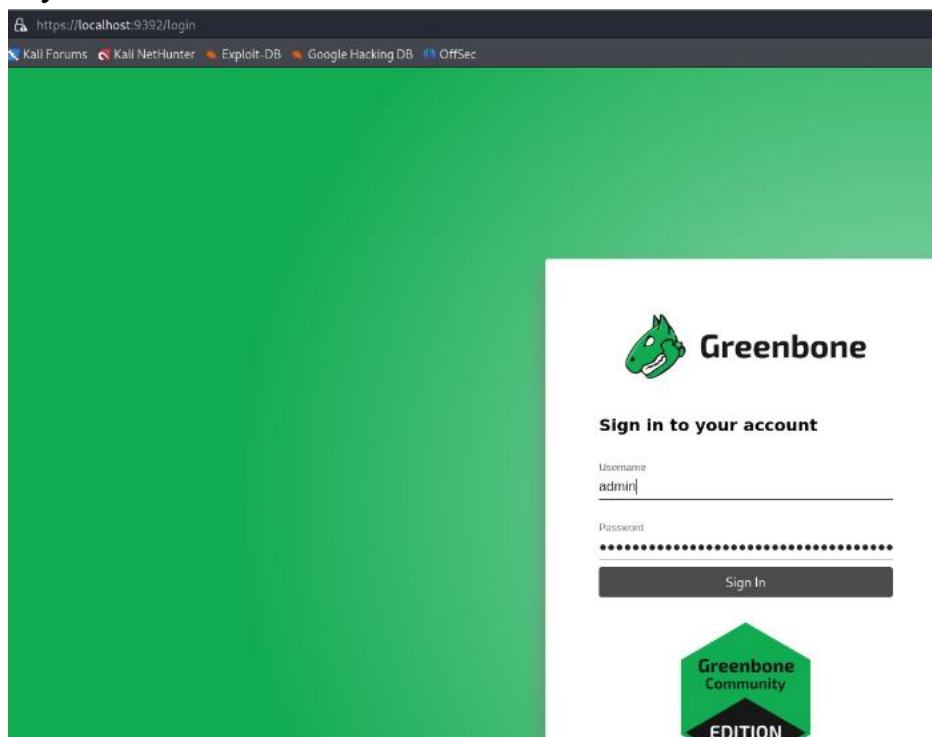 https://localhost:9392/login
Kali Forums Kali NetHunter Exploit-DB Google Hacking DB OffSec
Greenbone
Sign in to your account
Username
admin
Password
••••••••••••••••••••••••••••••••••••
Sign In
Greenbone
Community
EDITION